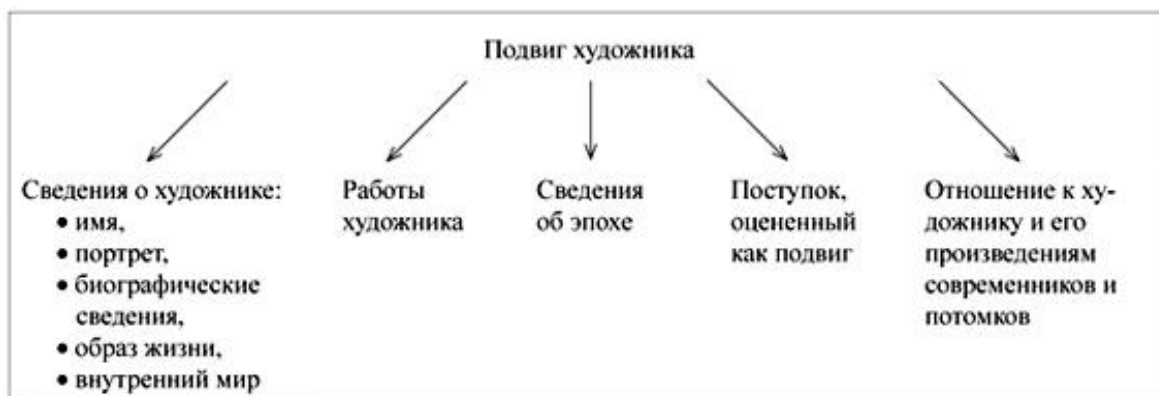 Подвиг художника
Сведения о художнике:
• имя,
• портрет,
• биографические
сведения,
• образ жизни,
• внутренний мир
Работы
художника
Сведения
об эпохе
Поступок,
оцененный
как подвиг
Отношение к ху-
дожнику и его
произведениям
современников и
потомков